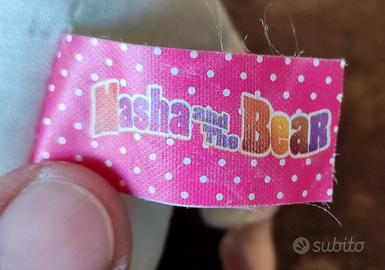 Masha and The Bear
subito